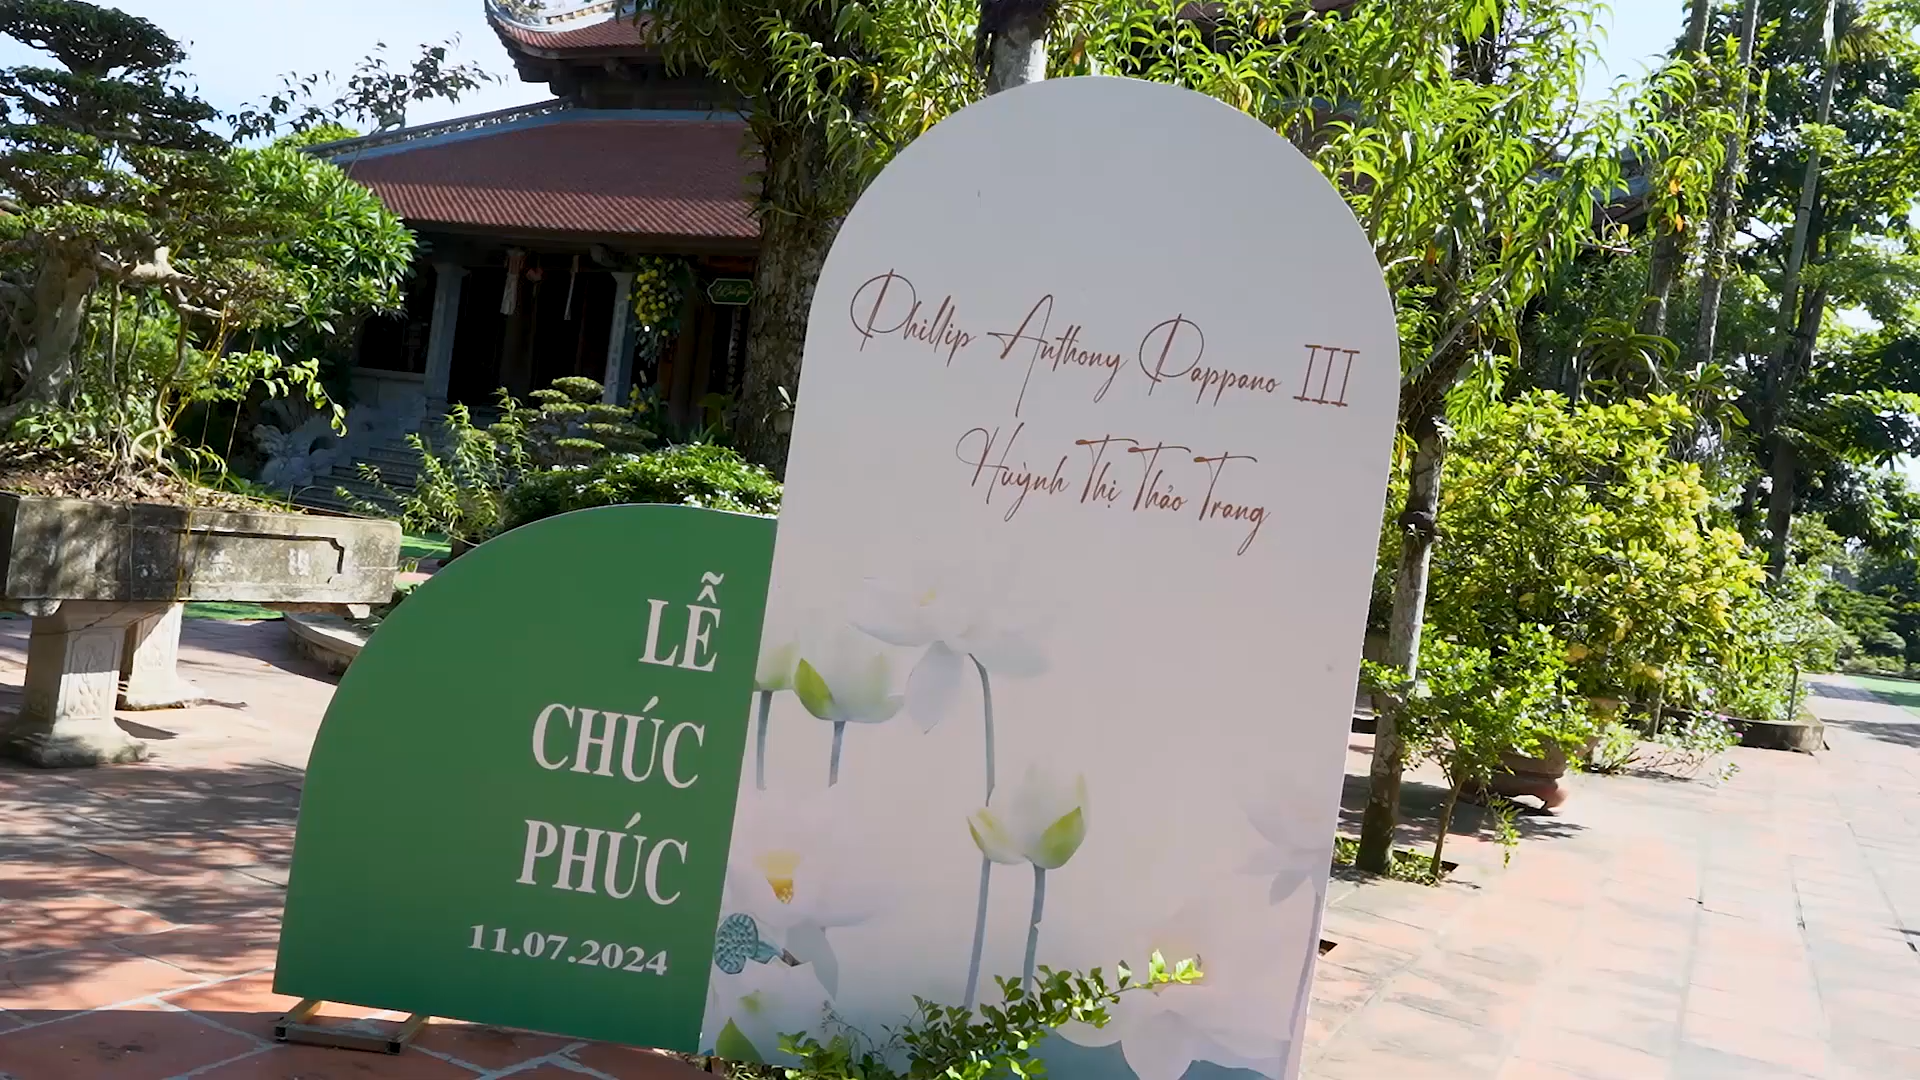 Phillip Anthony Pappano III
Huỳnh Thị Thảo Trang
LỄ
CHÚC
PHÚC
11.07.2024